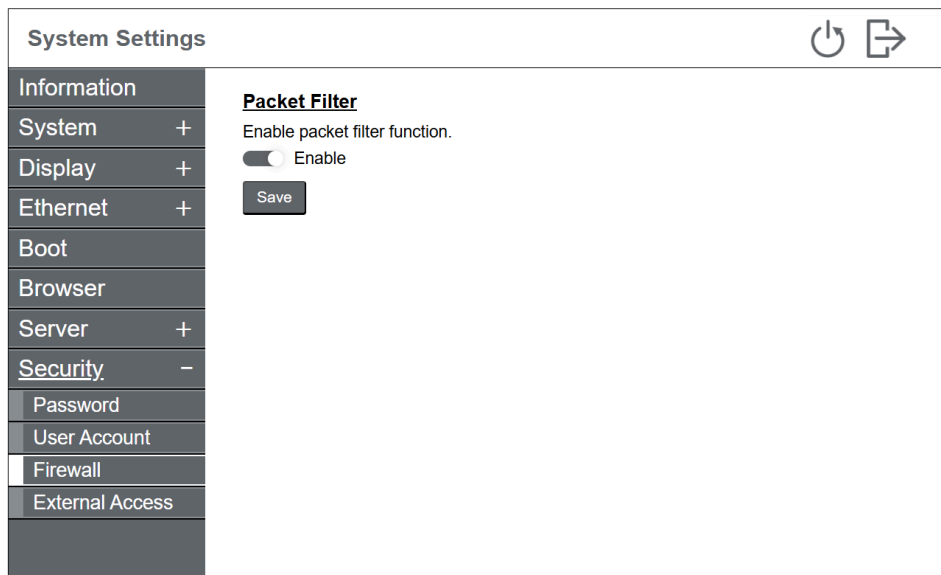 System Settings
Information
System +
Display +
Ethernet +
Boot
Browser
Server +
Security -
Password
User Account
Firewall
External Access
Packet Filter
Enable packet filter function.
Enable
Save